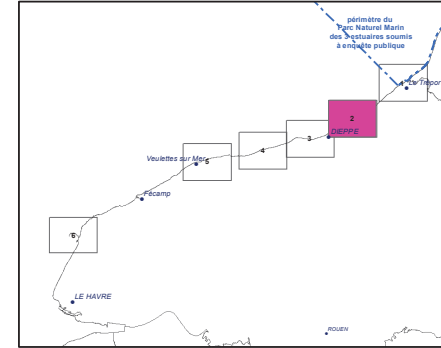 périmètre du
Parc Naturel Marin
des 3 estuaires soumis
à enquête publique
1
Le Trépor
2
DIEPPE
3
4
Veulettes sur Mer
5
Fécamp
6
LE HAVRE
ROUEN